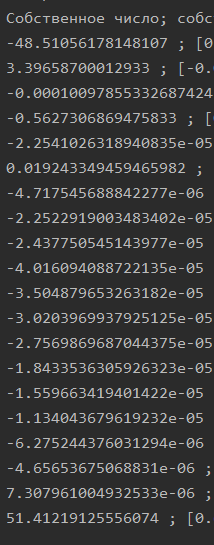 Собственное число; собс
-48.51056178148107 ; [0
3.39658700012933 ; [-0.
-0.00010097855332687424
-0.5627306869475833 ; [
-2.2541026318940835e-05
0.019243349459465982 ;
-4.717545688842277e-06
-2.2522919003483402e-05
-2.437750545143977e-05
-4.016094088722135e-05
-3.504879653263182e-05
-3.0203969937925125e-05
-2.7569869687044375e-05
-1.8433536305926323e-05
-1.559663419401422e-05
-1.134043679619232e-05
-6.275244376031294e-06
-4.65653675068831e-06 ;
7.307961004932533e-06 ;
51.41219125556074 ; [0.